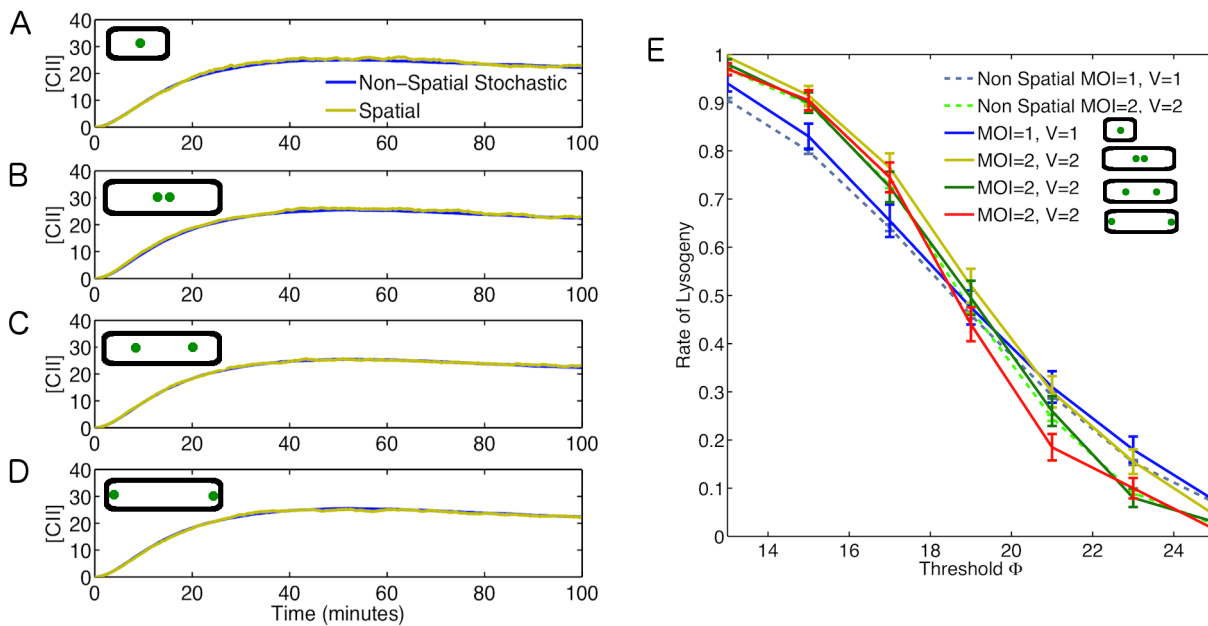 A
[CII]
40
30
20
10
0
0 20 40 60 80 100
Non-Spatial Stochastic
Spatial
B
[CII]
40
30
20
10
0
0 20 40 60 80 100
C
[CII]
40
30
20
10
0
0 20 40 60 80 100
D
[CII]
40
30
20
10
0
0 20 40 60 80 100
Time (minutes)
E
Rate of Lysogeny
1
0.9
0.8
0.7
0.6
0.5
0.4
0.3
0.2
0.1
0
14 16 18 20 22 24
Threshold Φ
Non Spatial MOI=1, V=1
Non Spatial MOI=2, V=2
MOI=1, V=1
MOI=2, V=2
MOI=2, V=2
MOI=2, V=2